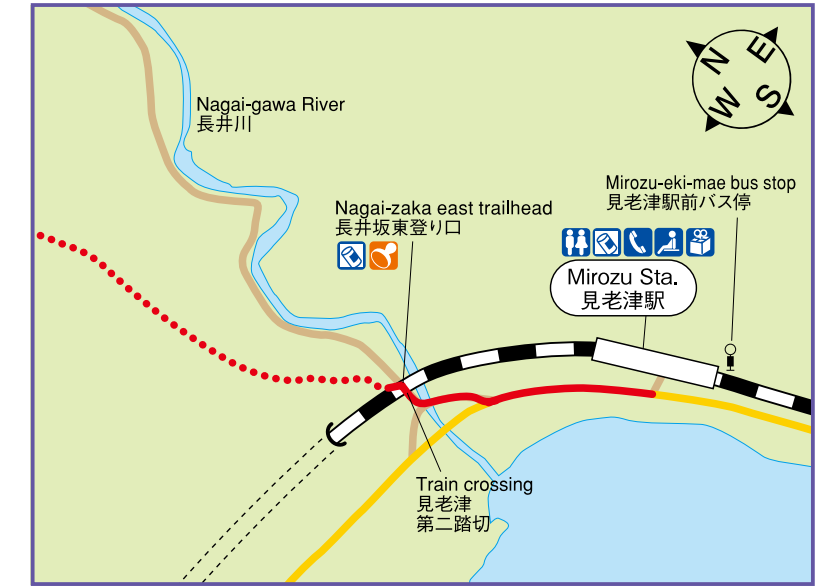 N
E
W
S
Nagai-gawa River
長井川
Mirozu-eki-mae bus stop
見老津駅前バス停
Nagai-zaka east trailhead
長井坂東登り口
Mirozu Sta.
見老津駅
Train crossing
見老津
第二踏切